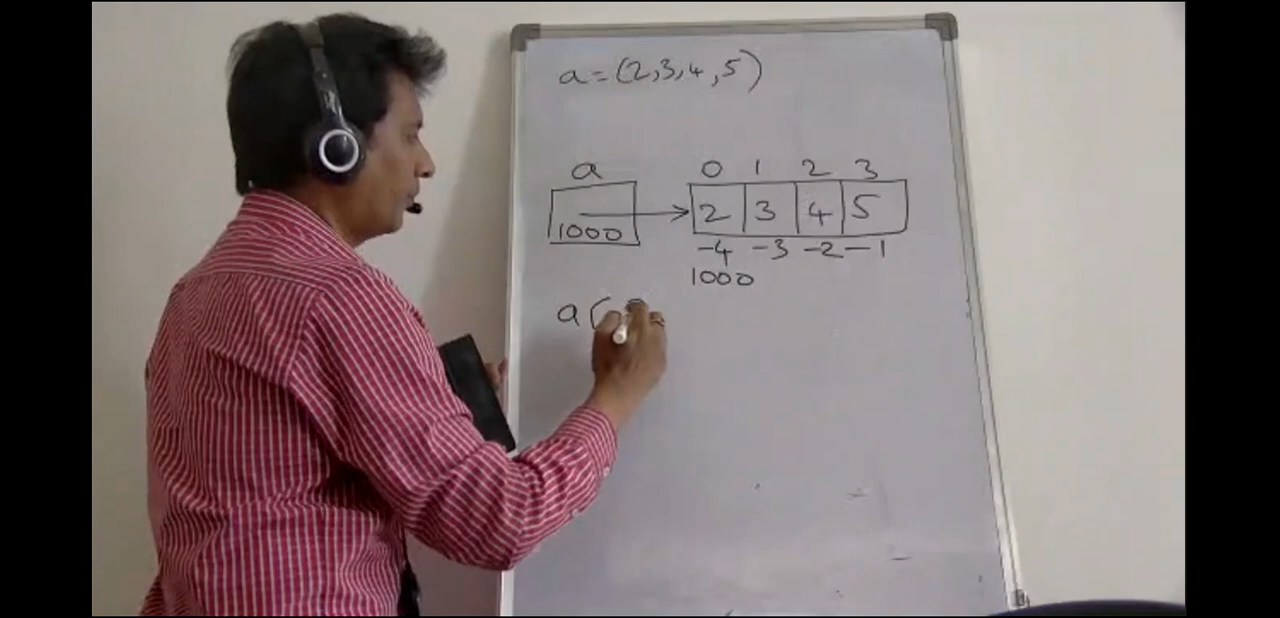 a=(2,3,4,5)
a 0 1 2 3
1000 2 3 4 5
-4 -3 -2 -1
1000
a(